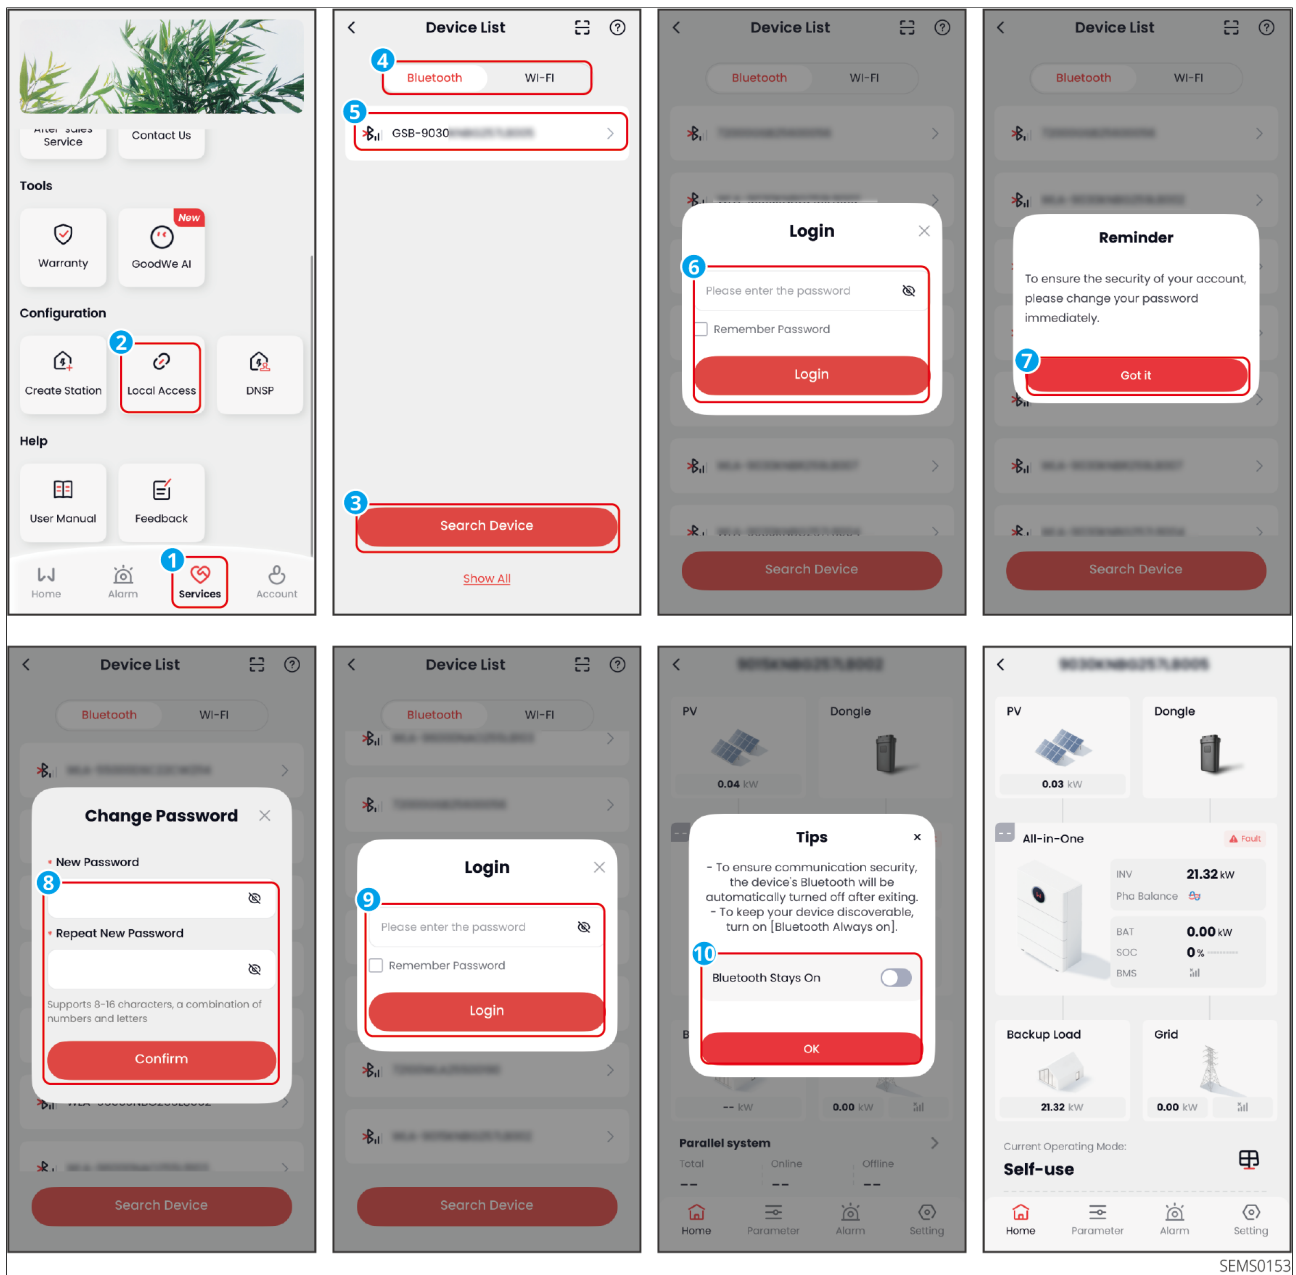 After-sales
Service
Contact Us
Tools
New
Warranty
GoodWe AI
Configuration
2
Create Station
Local Access
DNSP
Help
User Manual
Feedback
1
Home
Alarm
Services
Account
Device List
4
Bluetooth
WI-FI
5
GSB-9030
3
Search Device
Show All
Device List
Bluetooth
WI-FI
Login
6
Please enter the password
Remember Password
Login
Search Device
Device List
Bluetooth
WI-FI
Reminder
To ensure the security of your account,
please change your password
immediately.
7
Got it
Search Device
Device List
Bluetooth
WI-FI
Change Password
* New Password
8
* Repeat New Password
Supports 8-16 characters, a combination of
numbers and letters
Confirm
Search Device
Device List
Bluetooth
WI-FI
Login
9
Please enter the password
Remember Password
Login
Search Device
PV
Dongle
0.04 kW
--
Tips
- To ensure communication security,
the device's Bluetooth will be
automatically turned off after exiting.
- To keep your device discoverable,
turn on [Bluetooth Always on].
10
Bluetooth Stays On
OK
-- kW
0.00 kW
Parallel system
Total
Online
Offline
--
--
--
Home
Parameter
Alarm
Setting
PV
Dongle
0.03 kW
--
All-in-One
Fault
INV
21.32 kW
Pha Balance
BAT
0.00 kW
SOC
0 %
BMS
Backup Load
Grid
21.32 kW
0.00 kW
Current Operating Mode:
Self-use
Home
Parameter
Alarm
Setting
SEMS0153